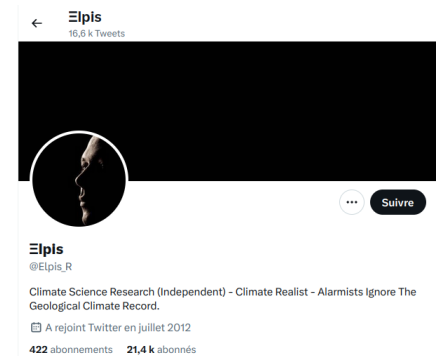 Ξlpis
16,6 k Tweets
Suivre
Ξlpis
@Elpis_R
Climate Science Research (Independent) - Climate Realist - Alarmists Ignore The
Geological Climate Record.
A rejoint Twitter en juillet 2012
422 abonnements 21,4 k abonnés